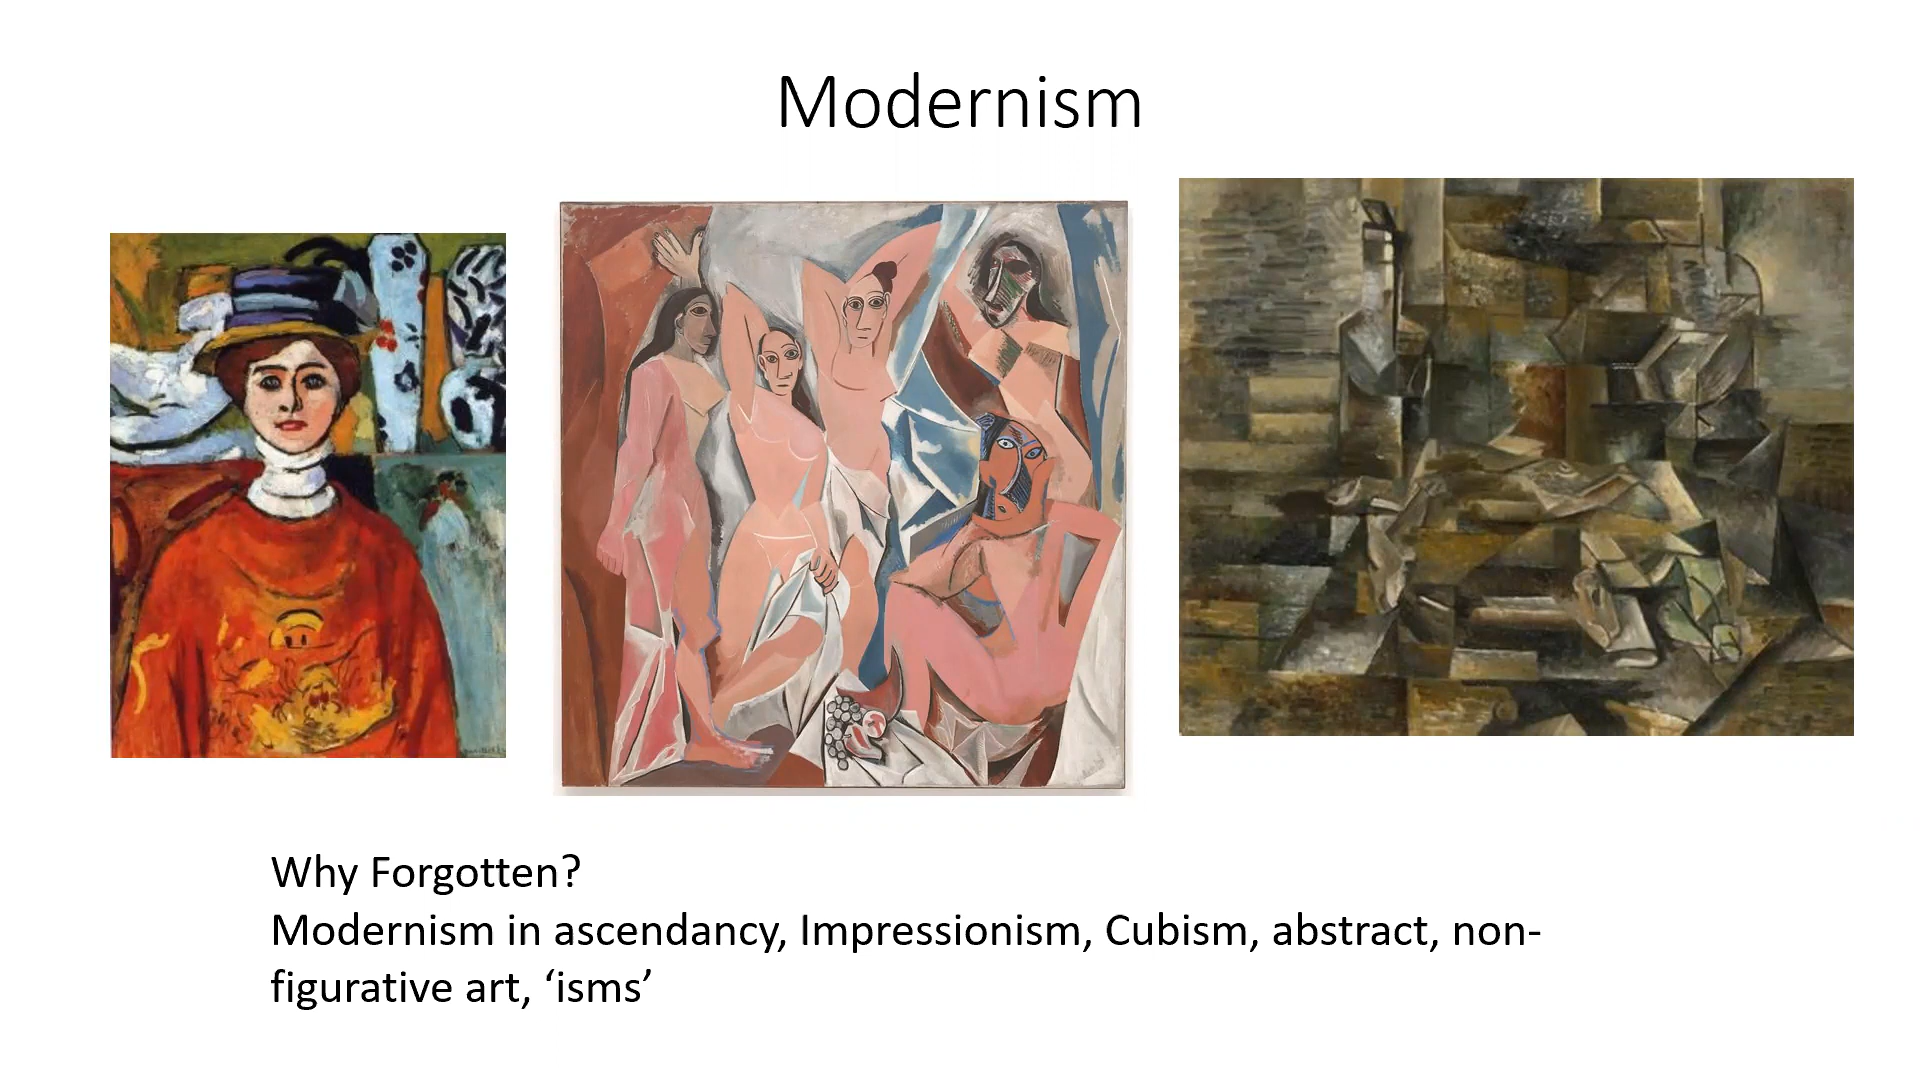 Modernism
Why Forgotten?
Modernism in ascendancy, Impressionism, Cubism, abstract, non-
figurative art, ‘isms’